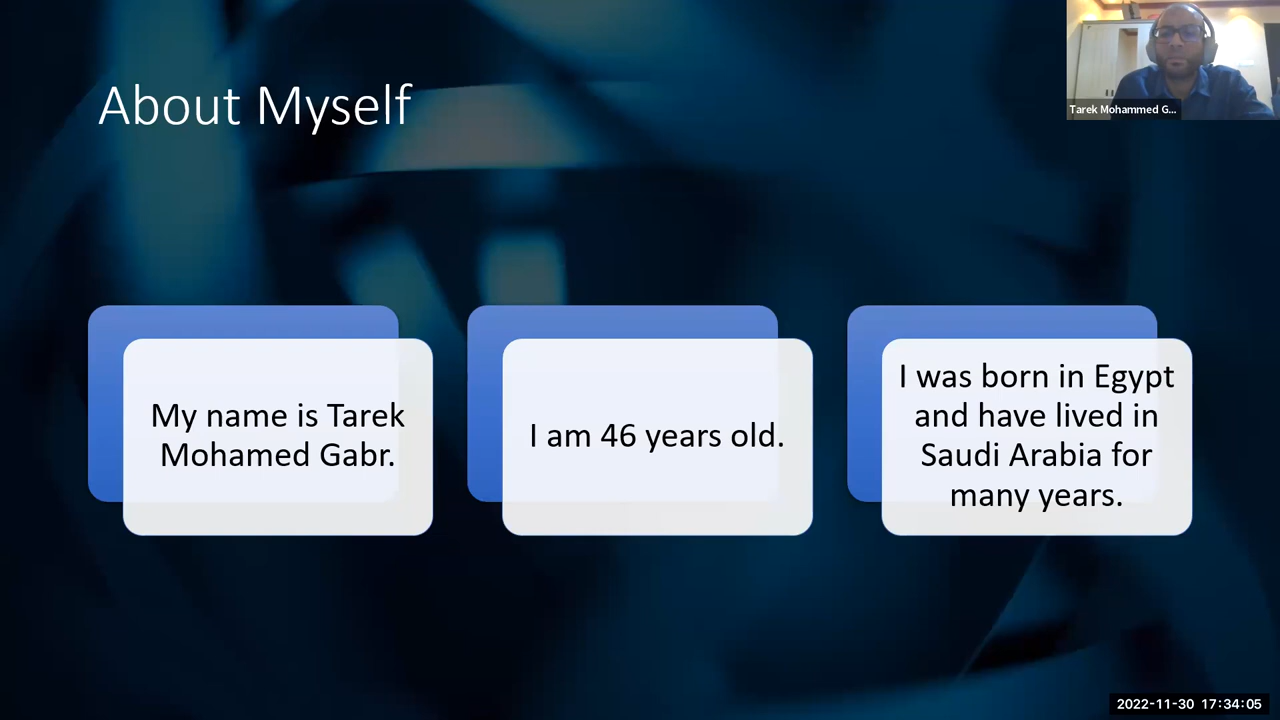 About Myself
Tarek Mohammed G...
My name is Tarek
Mohamed Gabr.
I am 46 years old.
I was born in Egypt
and have lived in
Saudi Arabia for
many years.
2022-11-30 17:34:05